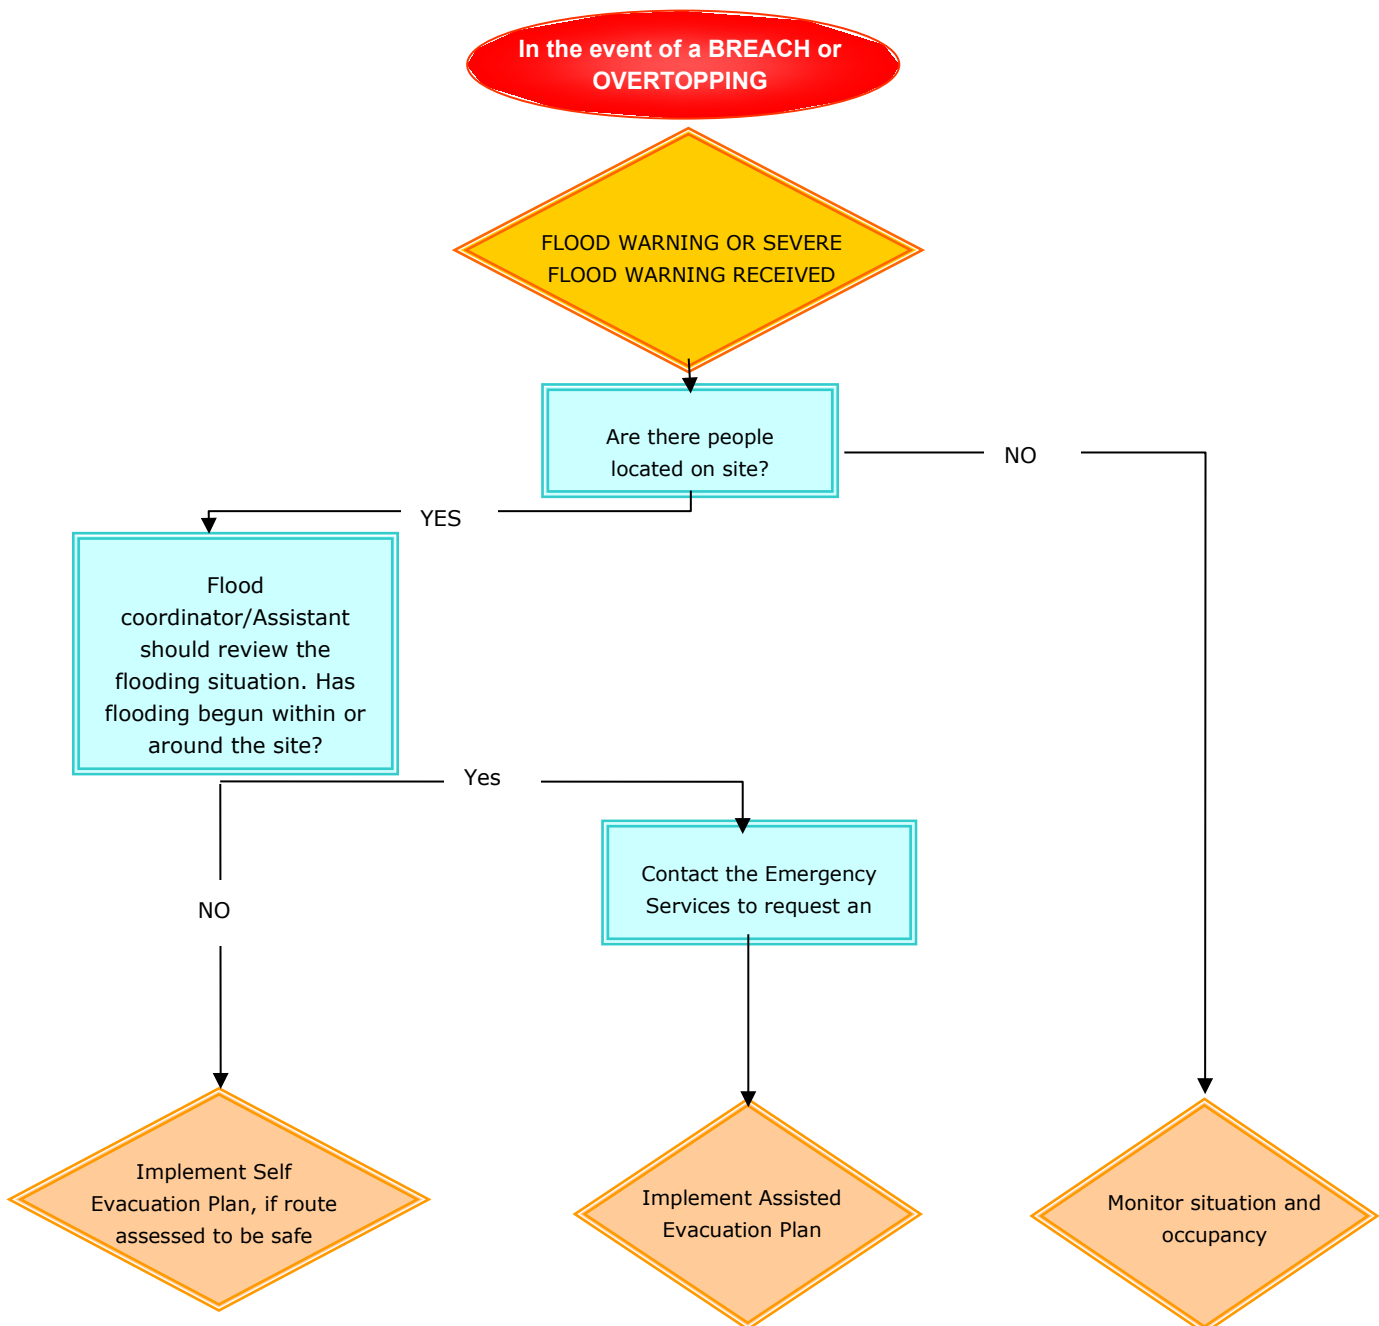 In the event of a BREACH or
OVERTOPPING
FLOOD WARNING OR SEVERE
FLOOD WARNING RECEIVED
Are there people
located on site?
NO
YES
Flood
coordinator/Assistant
should review the
flooding situation. Has
flooding begun within or
around the site?
Yes
Contact the Emergency
Services to request an
NO
Implement Self
Evacuation Plan, if route
assessed to be safe
Implement Assisted
Evacuation Plan
Monitor situation and
occupancy